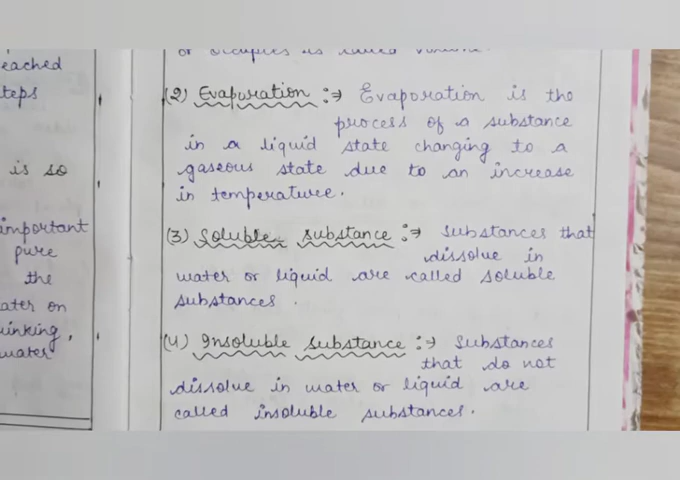 eached
teps
is so
important
pure
the
ater on
inking,
water
(2) Evaporation :→ Evaporation is the
process of a substance
in a liquid state changing to a
gaseous state due to an increase
in temperature.
(3) Soluble substance :→ Substances that
dissolve in
water or liquid are called soluble
substances.
(4) Insoluble substance :→ Substances
that do not
dissolve in water or liquid are
called insoluble substances.